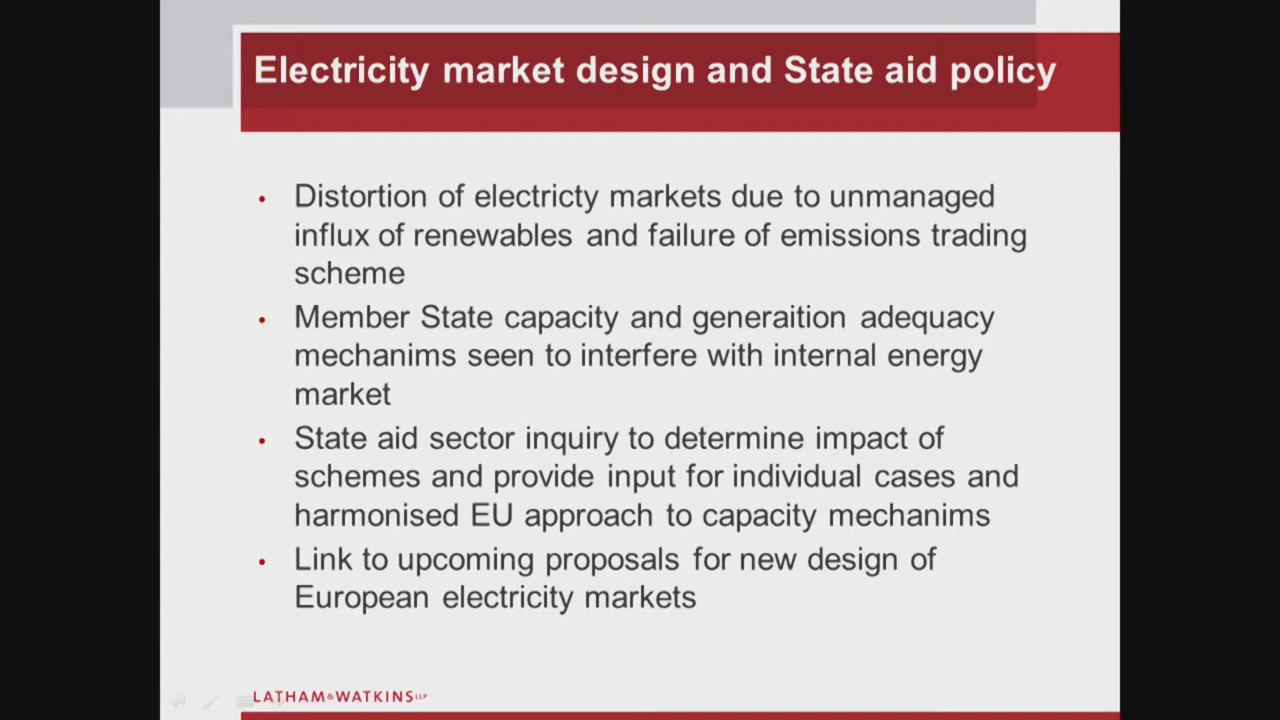 Electricity market design and State aid policy
• Distortion of electricty markets due to unmanaged
influx of renewables and failure of emissions trading
scheme
• Member State capacity and generaition adequacy
mechanims seen to interfere with internal energy
market
• State aid sector inquiry to determine impact of
schemes and provide input for individual cases and
harmonised EU approach to capacity mechanims
• Link to upcoming proposals for new design of
European electricity markets
LATHAM&WATKINS LLP